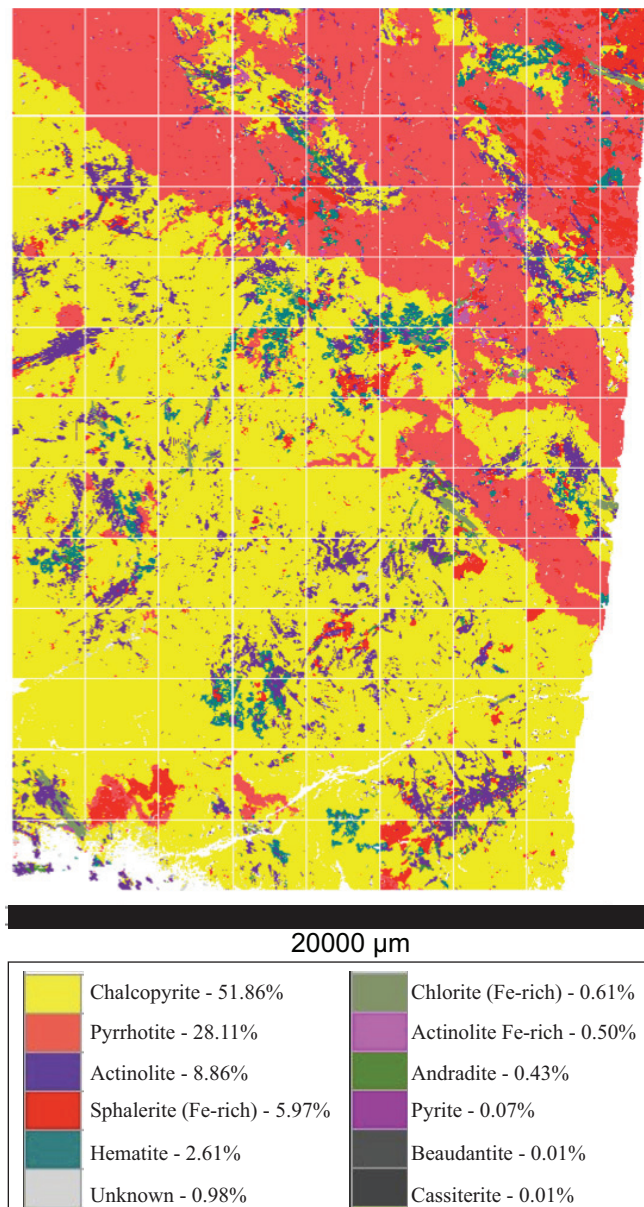 20000 µm
Chalcopyrite - 51.86%
Pyrrhotite - 28.11%
Actinolite - 8.86%
Sphalerite (Fe-rich) - 5.97%
Hematite - 2.61%
Unknown - 0.98%
Chlorite (Fe-rich) - 0.61%
Actinolite Fe-rich - 0.50%
Andradite - 0.43%
Pyrite - 0.07%
Beaudantite - 0.01%
Cassiterite - 0.01%